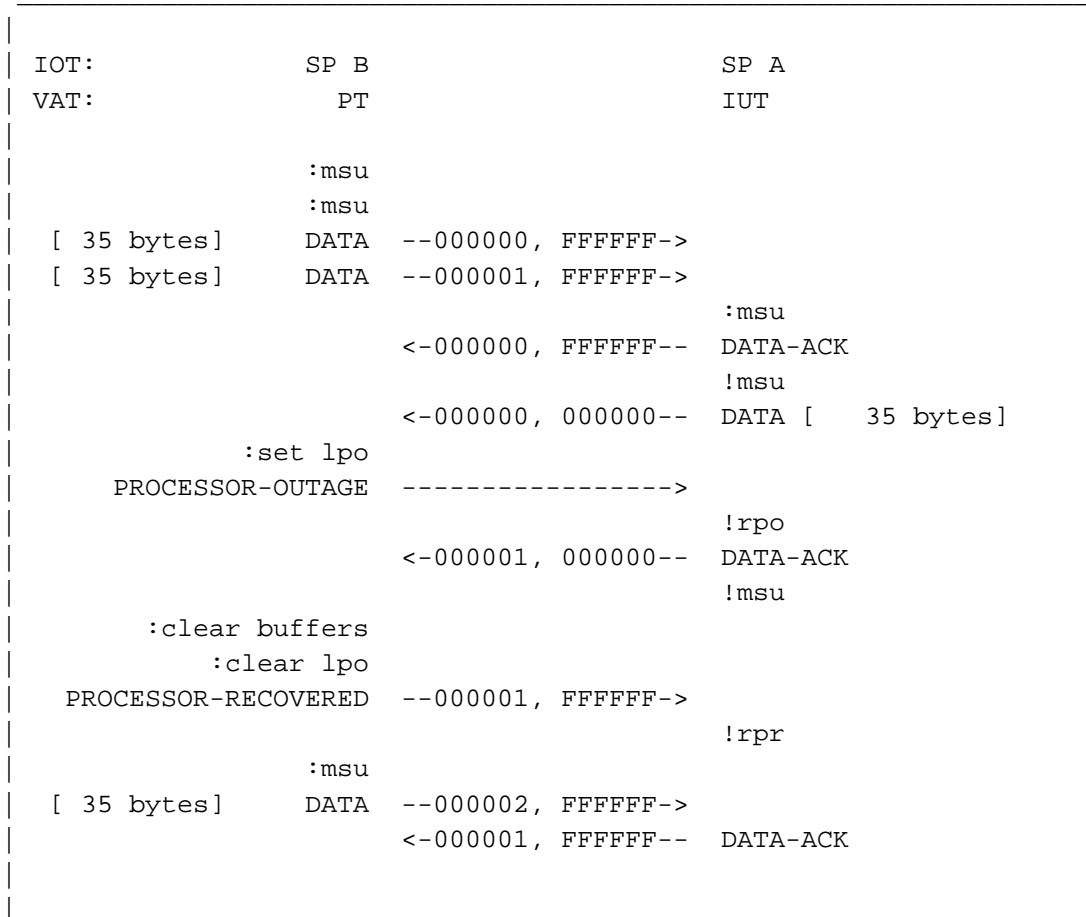 IOT: SP B SP A
VAT: PT IUT
:msu
:msu
[ 35 bytes] DATA --000000, FFFFFF->
[ 35 bytes] DATA --000001, FFFFFF->
:msu
<-000000, FFFFFF-- DATA-ACK
!msu
<-000000, 000000-- DATA [ 35 bytes]
:set lpo
PROCESSOR-OUTAGE ----------------->
!rpo
<-000001, 000000-- DATA-ACK
!msu
:clear buffers
:clear lpo
PROCESSOR-RECOVERED --000001, FFFFFF->
!rpr
:msu
[ 35 bytes] DATA --000002, FFFFFF->
<-000001, FFFFFF-- DATA-ACK